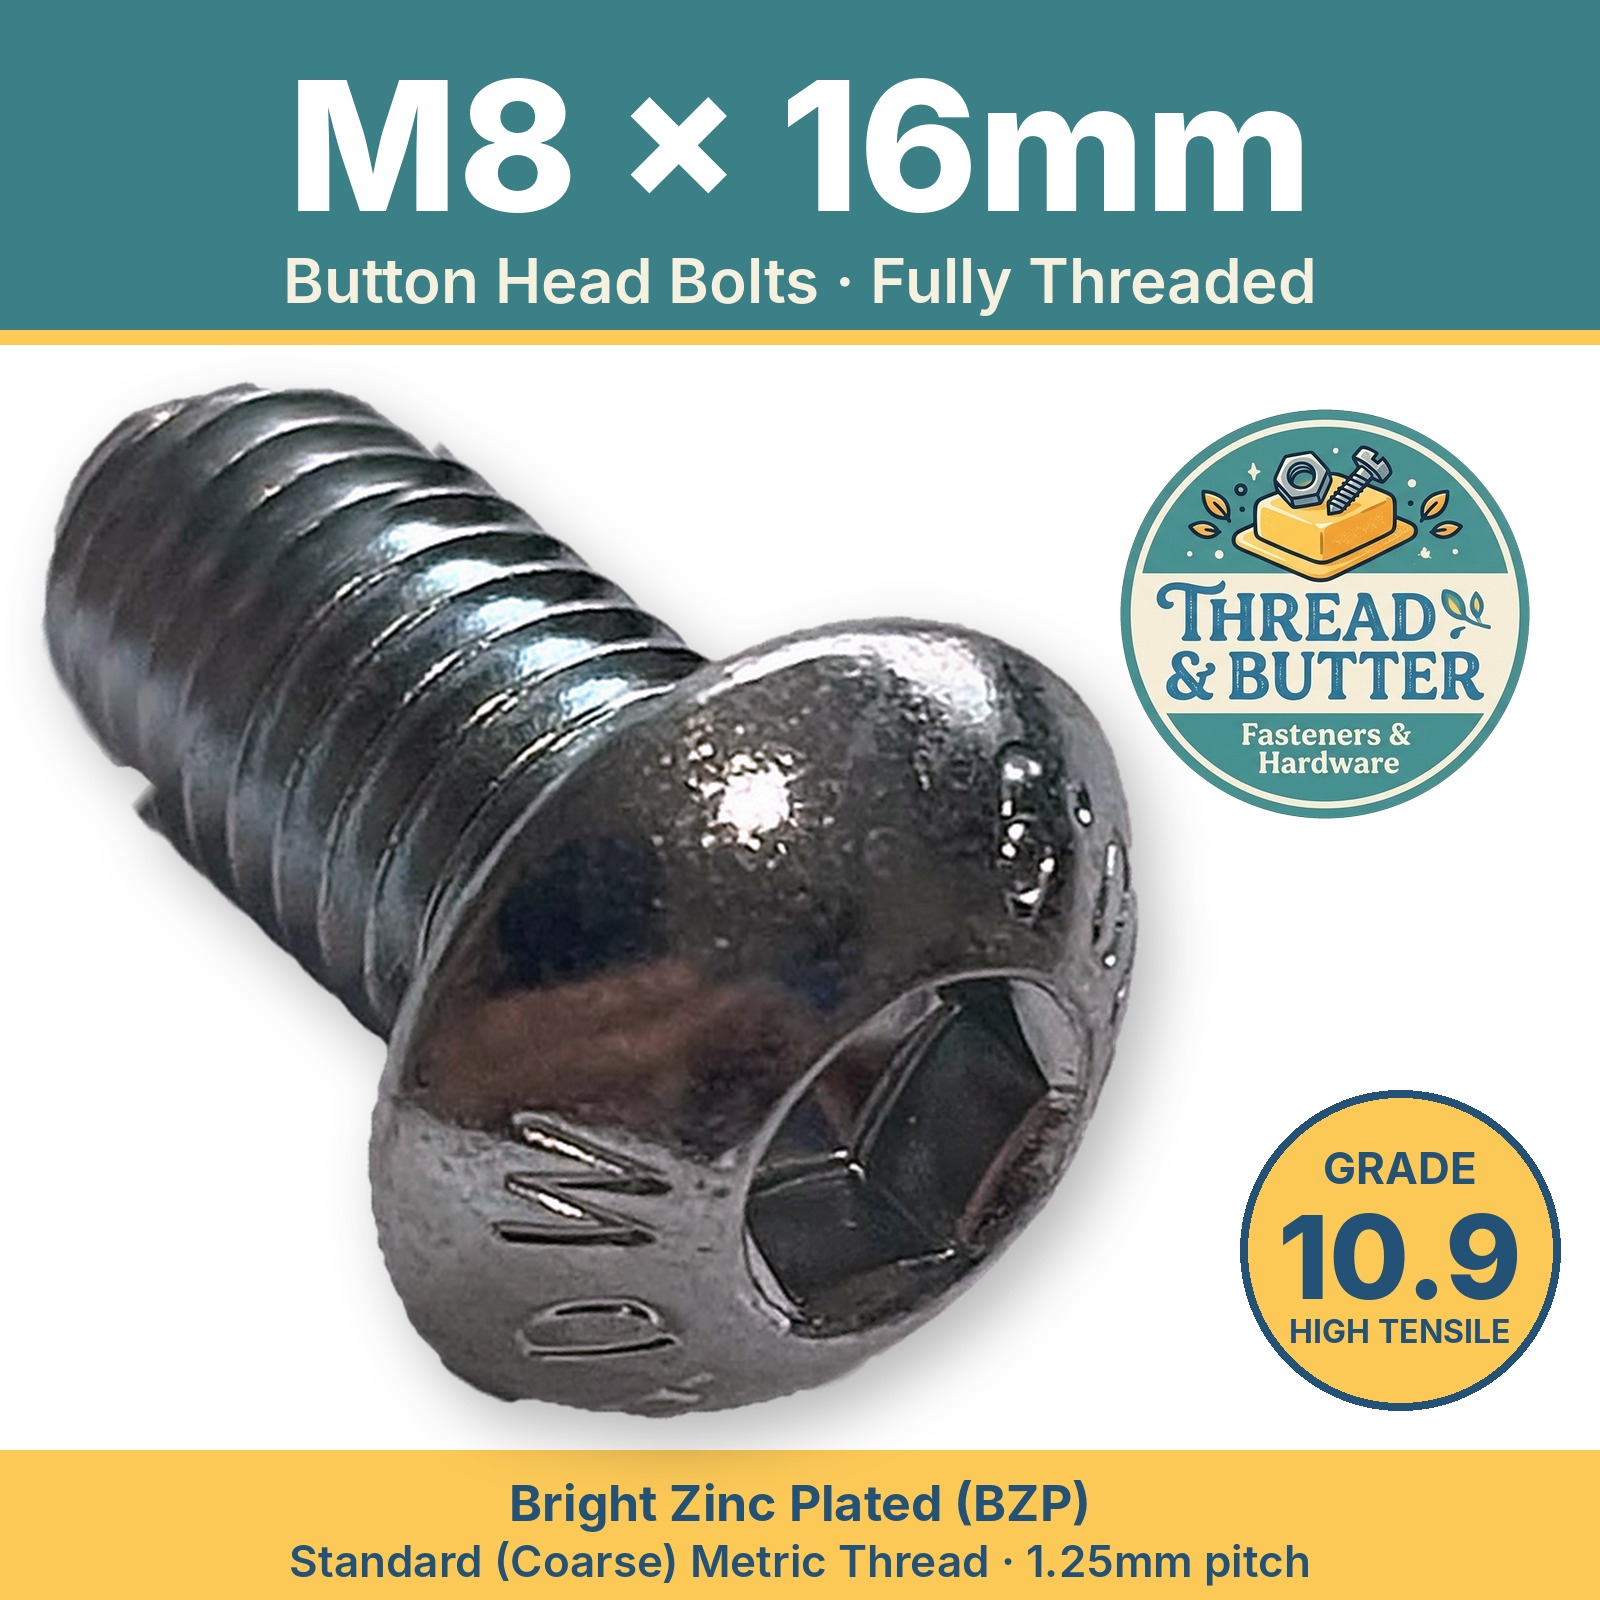 M8 × 16mm
Button Head Bolts · Fully Threaded
THREAD
& BUTTER
Fasteners &
Hardware
GRADE
10.9
HIGH TENSILE
Bright Zinc Plated (BZP)
Standard (Coarse) Metric Thread · 1.25mm pitch